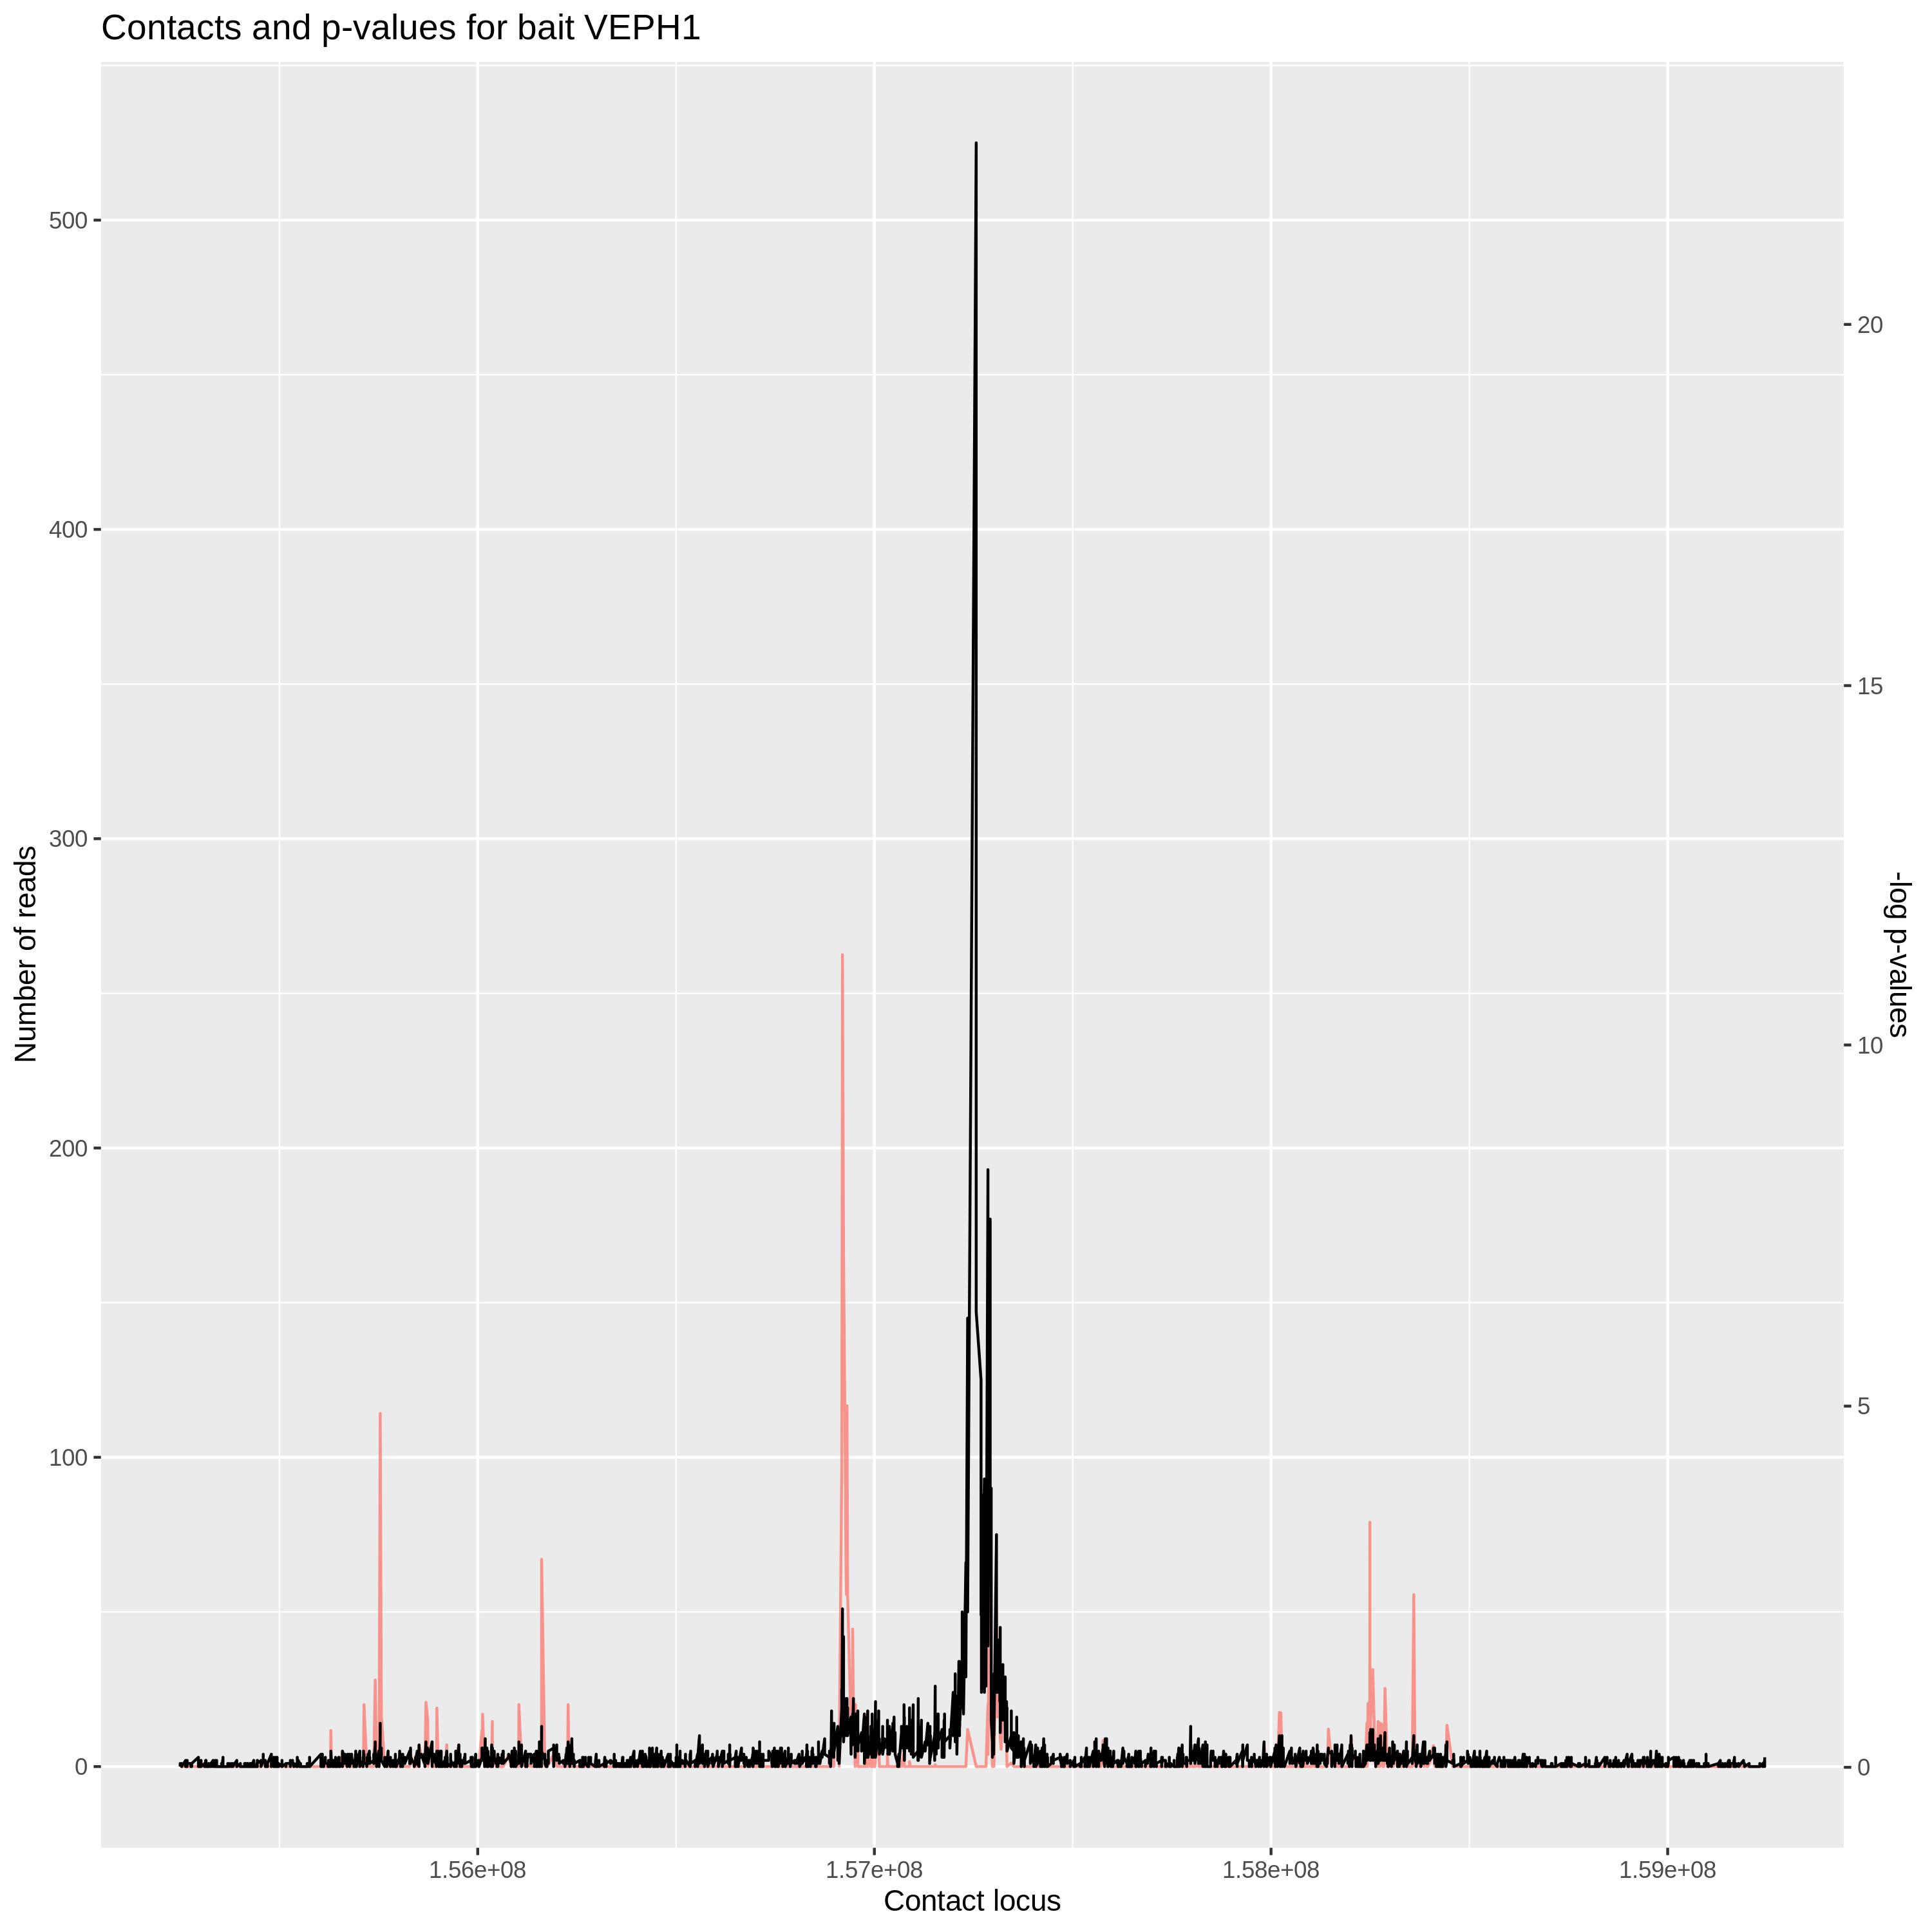 Contacts and p-values for bait VEPH1
500
400
300
200
100
0
Number of reads
20
15
10
5
0
-log p-values
1.56e+08
1.57e+08
1.58e+08
1.59e+08
Contact locus